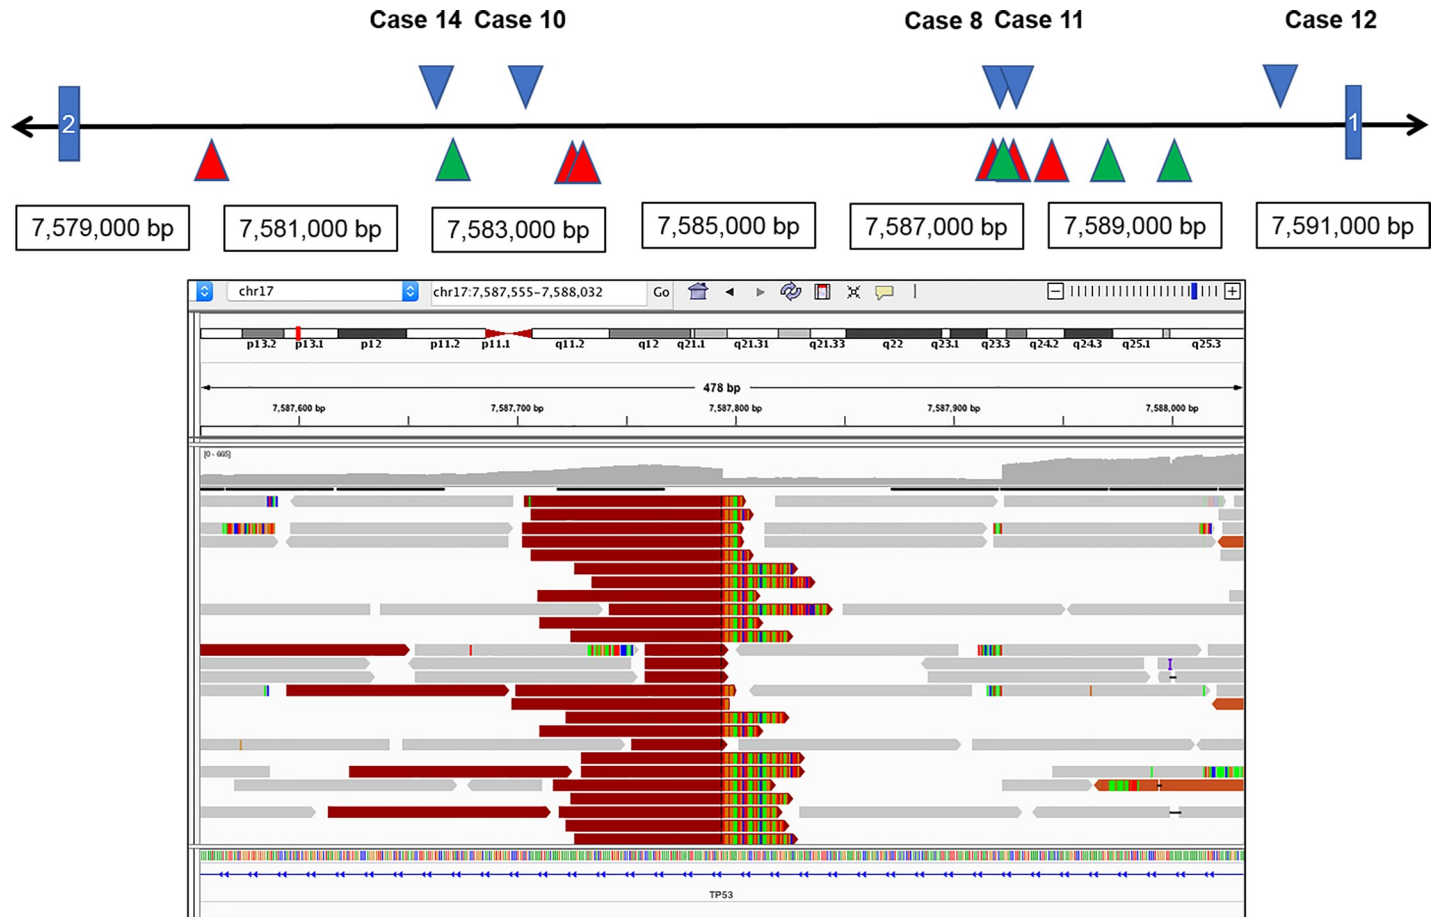 Case 14 Case 10 Case 8 Case 11 Case 12
2 1
7,579,000 bp 7,581,000 bp 7,583,000 bp 7,585,000 bp 7,587,000 bp 7,589,000 bp 7,591,000 bp
chr17 chr17:7,587,555-7,588,032 Go
p13.2 p13.1 p12 p11.2 p11.1 q11.2 q12 q21.1 q21.31 q21.33 q22 q23.1 q23.3 q24.2 q24.3 q25.1 q25.3
478 bp
7,587,600 bp 7,587,700 bp 7,587,800 bp 7,587,900 bp 7,588,000 bp
[0 - 665]
TP53